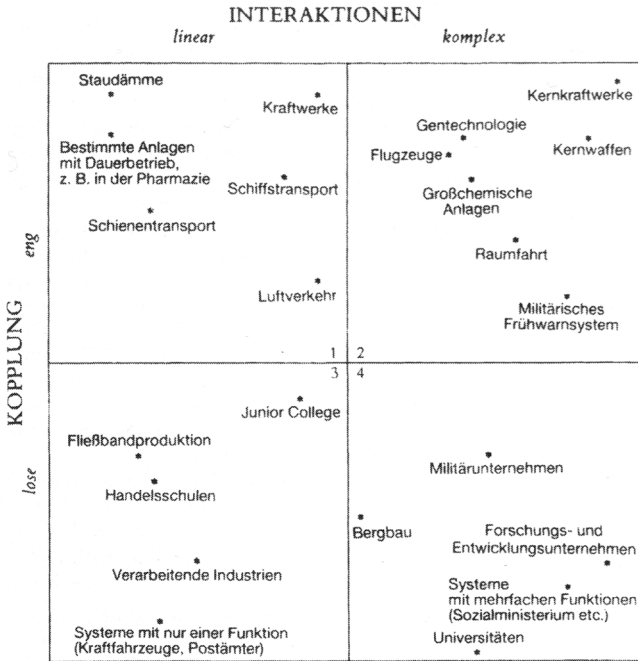 INTERAKTIONEN
linear
komplex
KOPPLUNG
eng
lose
Staudämme
Kraftwerke
Bestimmte Anlagen
mit Dauerbetrieb,
z. B. in der Pharmazie
Schiffstransport
Schienentransport
Luftverkehr
1
Kernkraftwerke
Gentechnologie
Kernwaffen
Flugzeuge
Großchemische
Anlagen
Raumfahrt
Militärisches
Frühwarnsystem
2
3
Junior College
Fließbandproduktion
Handelsschulen
Verarbeitende Industrien
Systeme mit nur einer Funktion
(Kraftfahrzeuge, Postämter)
4
Militärunternehmen
Bergbau
Forschungs- und
Entwicklungsunternehmen
Systeme
mit mehrfachen Funktionen
(Sozialministerium etc.)
Universitäten